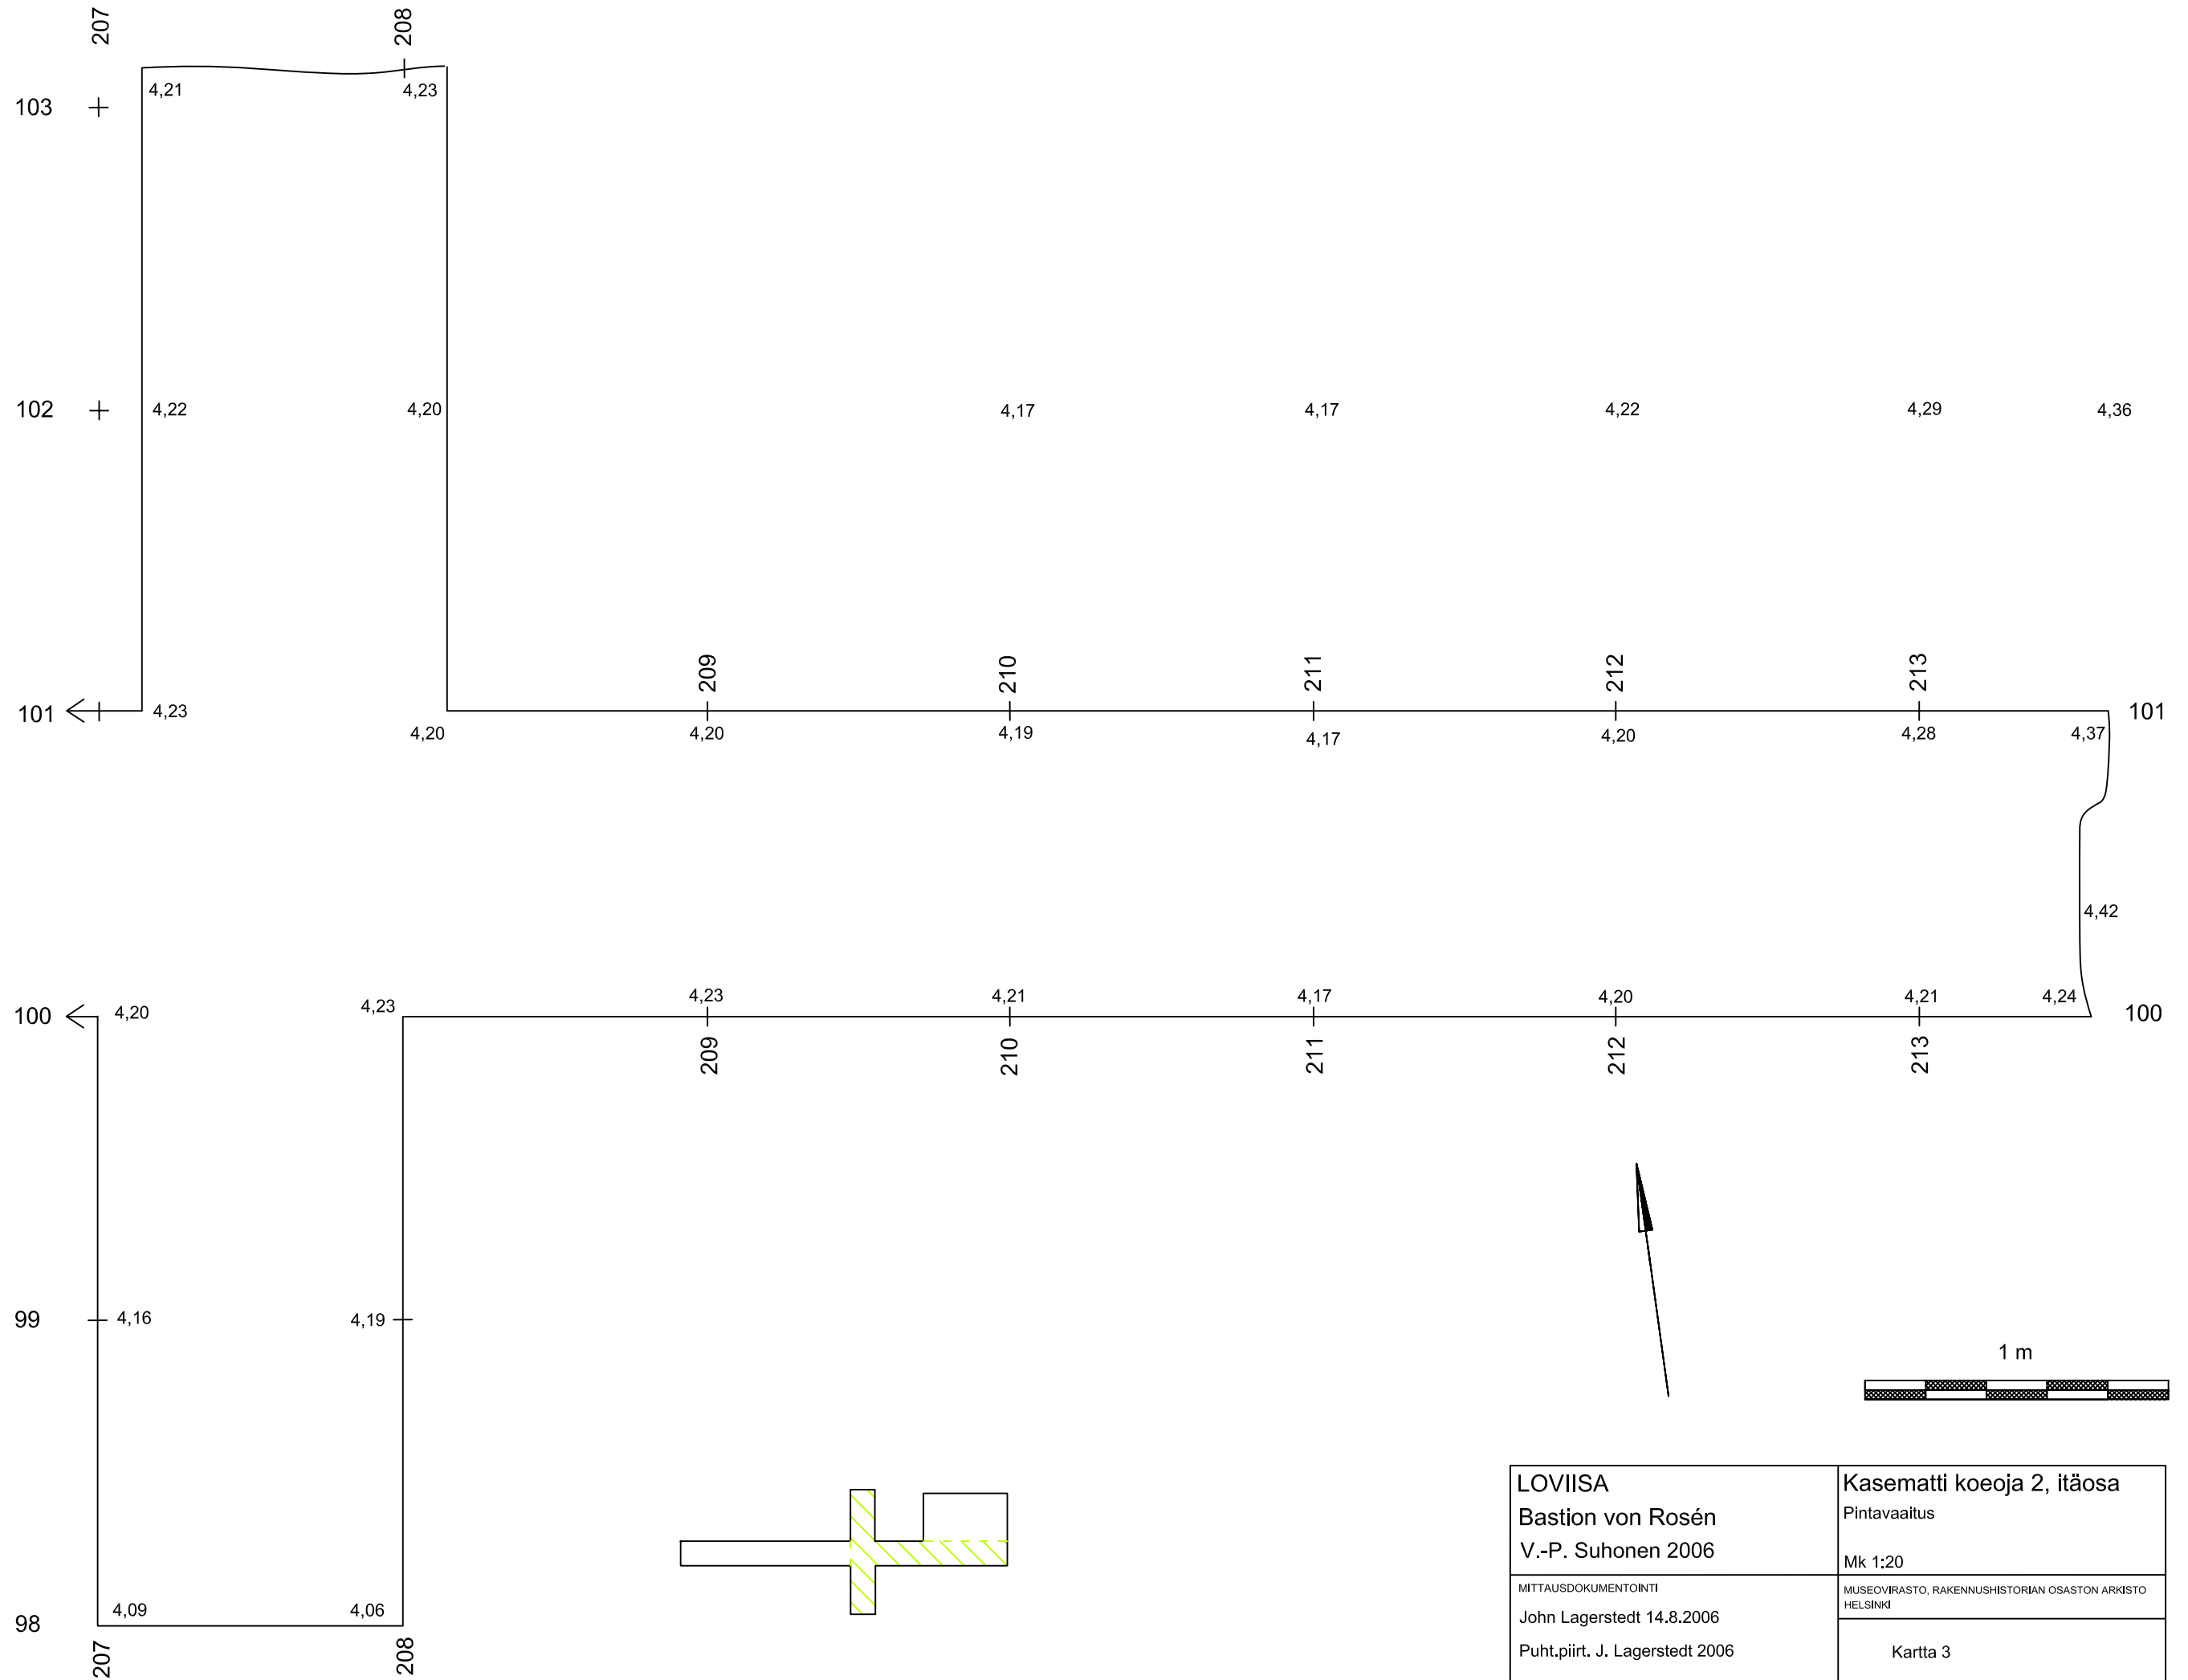 207 208
103 4,21 4,23
102 4,22 4,20 4,17 4,17 4,22 4,29 4,36
209 210 211 212 213
101 4,23 101
4,20 4,20 4,19 4,17 4,20 4,28 4,37
4,42
4,23 4,23 4,21 4,17 4,20 4,21 4,24
100 4,20 100
209 210 211 212 213
99 4,16 4,19
1 m
98 4,09 4,06
207 208
LOVIISA
Bastion von Rosén
V.-P. Suhonen 2006
Kasematti koeoja 2, itäosa
Pintavaaitus
Mk 1:20
MITTAUSDOKUMENTOINTI
John Lagerstedt 14.8.2006
Puht.piirt. J. Lagerstedt 2006
MUSEOVIRASTO, RAKENNUSHISTORIAN OSASTON ARKISTO
HELSINKI
Kartta 3